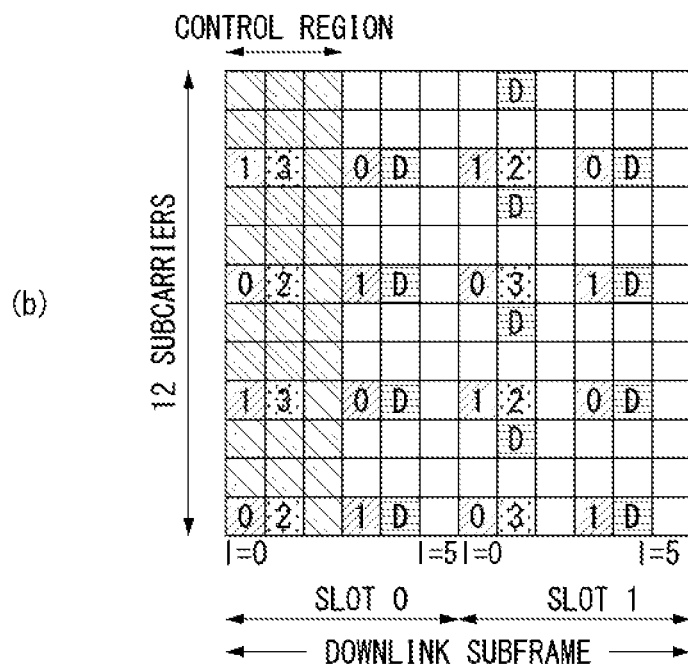 CONTROL REGION
D
1 3 0 D 1 2 0 D
D
0 2 1 D 0 3 1 D
D
1 3 0 D 1 2 0 D
D
0 2 1 D 0 3 1 D
12 SUBCARRIERS
(b)
l=0 l=5 l=0 l=5
SLOT 0 SLOT 1
DOWNLINK SUBFRAME